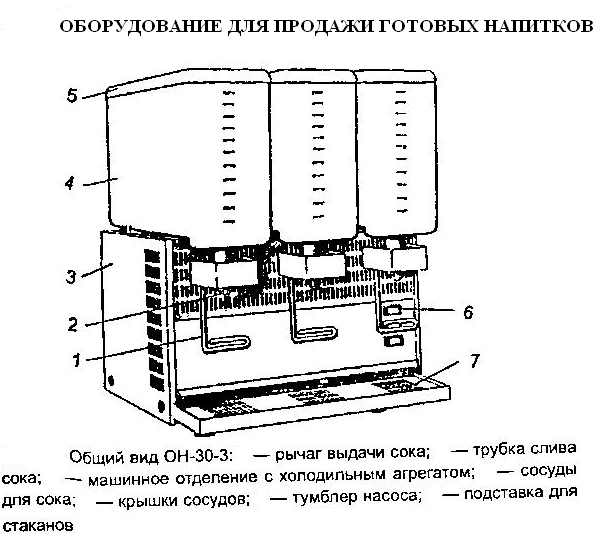 ОБОРУДОВАНИЕ ДЛЯ ПРОДАЖИ ГОТОВЫХ НАПИТКОВ
5
4
3
2
1
6
7
Общий вид ОН-30-3: — рычаг выдачи сока; — трубка слива
сока; — машинное отделение с холодильным агрегатом; — сосуды
для сока; — крышки сосудов; — тумблер насоса; — подставка для
стаканов